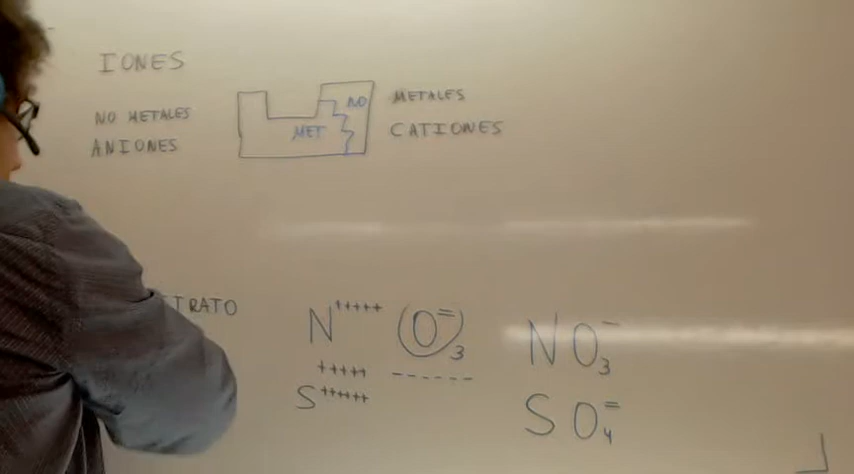 IONES
NO METALES
ANIONES
MET
NO
METALES
CATIONES
TRATO
N+++++ (O=)3
+++++ ------
S++++++
NO3-
SO4=